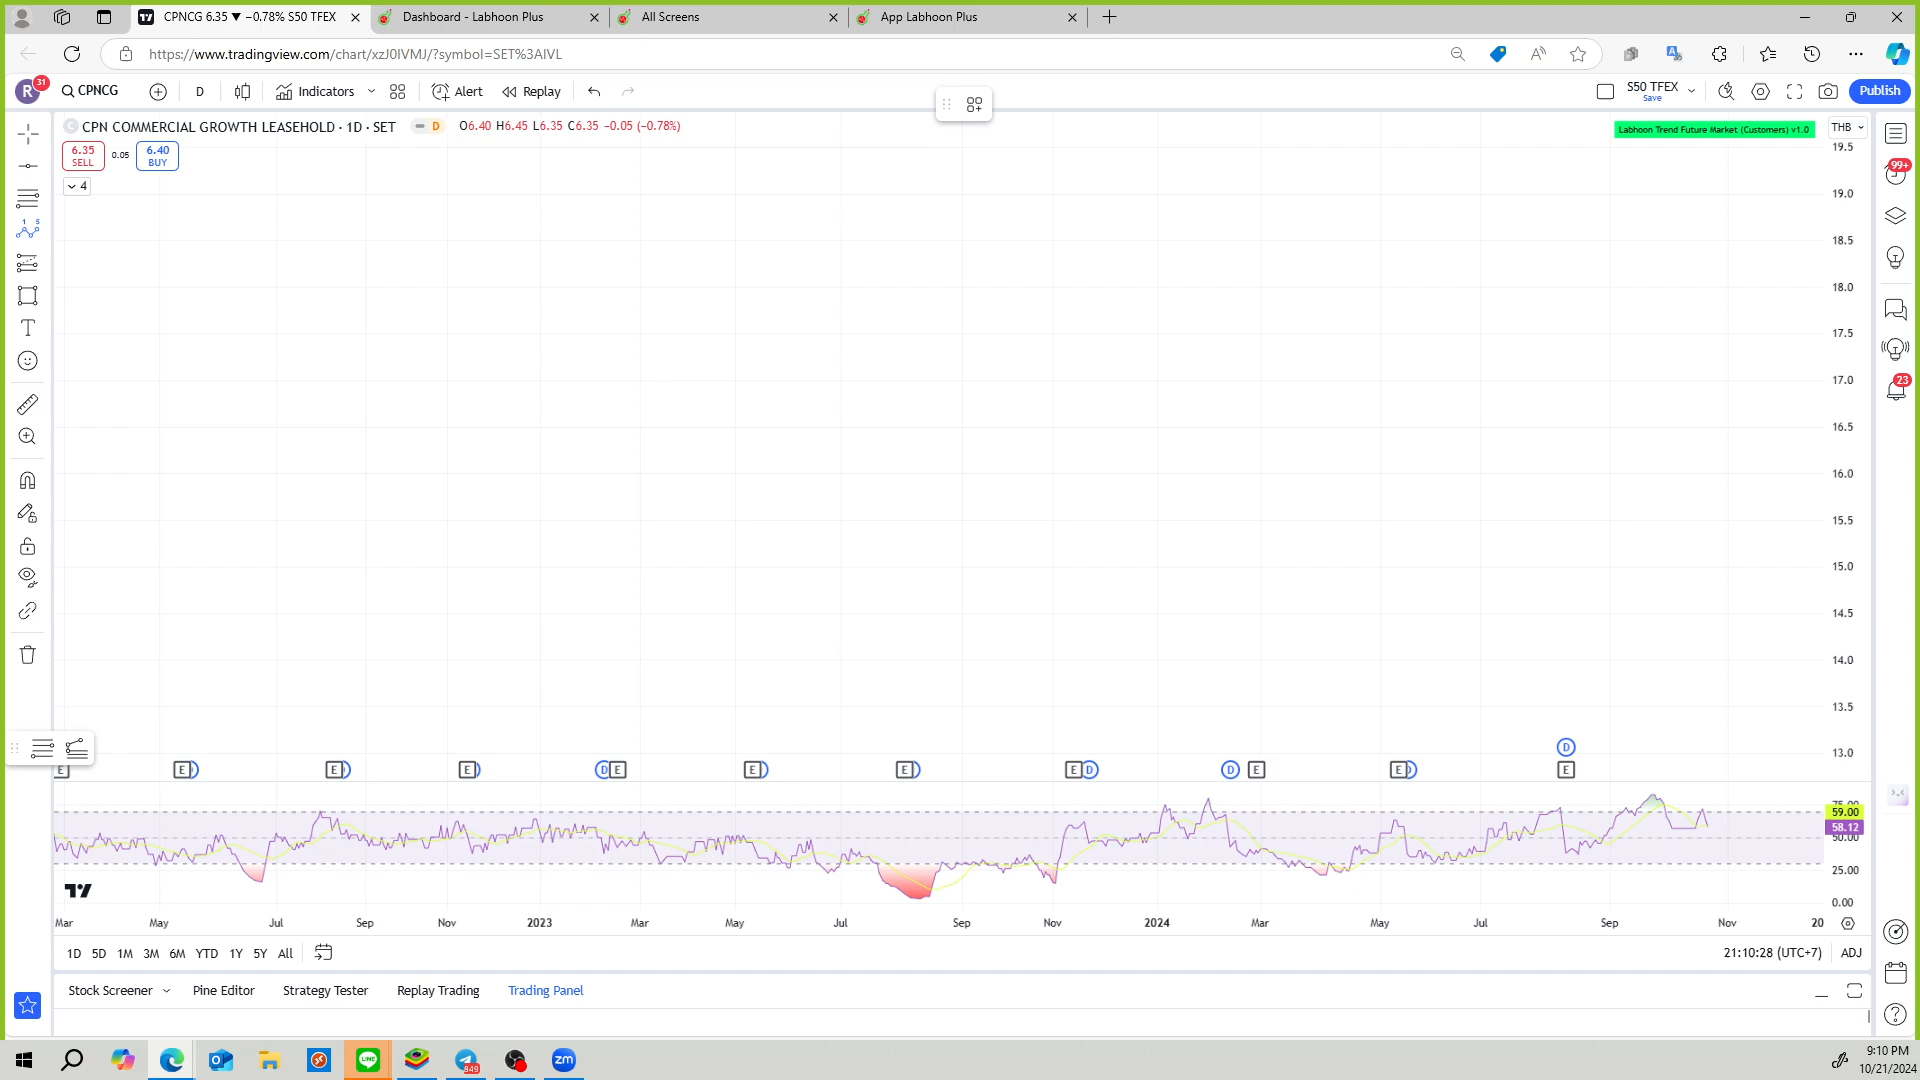 CPNCG 6.35 ▼ −0.78% S50 TFEX
Dashboard - Labhoon Plus
All Screens
App Labhoon Plus
https://www.tradingview.com/chart/xzJ0IVMJ/?symbol=SET%3AIVL
R
31
CPNCG
D
Indicators
Alert
Replay
S50 TFEX
Save
Publish
CPN COMMERCIAL GROWTH LEASEHOLD · 1D · SET
D
O6.40 H6.45 L6.35 C6.35 −0.05 (−0.78%)
Labhoon Trend Future Market (Customers) v1.0
THB
6.35
SELL
0.05
6.40
BUY
4
19.5
19.0
18.5
18.0
17.5
17.0
16.5
16.0
15.5
15.0
14.5
14.0
13.5
13.0
99+
23
D
E E E E D E E E E D D E E E
75.00
59.00
58.12
50.00
25.00
0.00
Mar May Jul Sep Nov 2023 Mar May Jul Sep Nov 2024 Mar May Jul Sep Nov 20
1D 5D 1M 3M 6M YTD 1Y 5Y All
21:10:28 (UTC+7) ADJ
Stock Screener Pine Editor Strategy Tester Replay Trading Trading Panel
LINE
849
zm
9:10 PM
10/21/2024